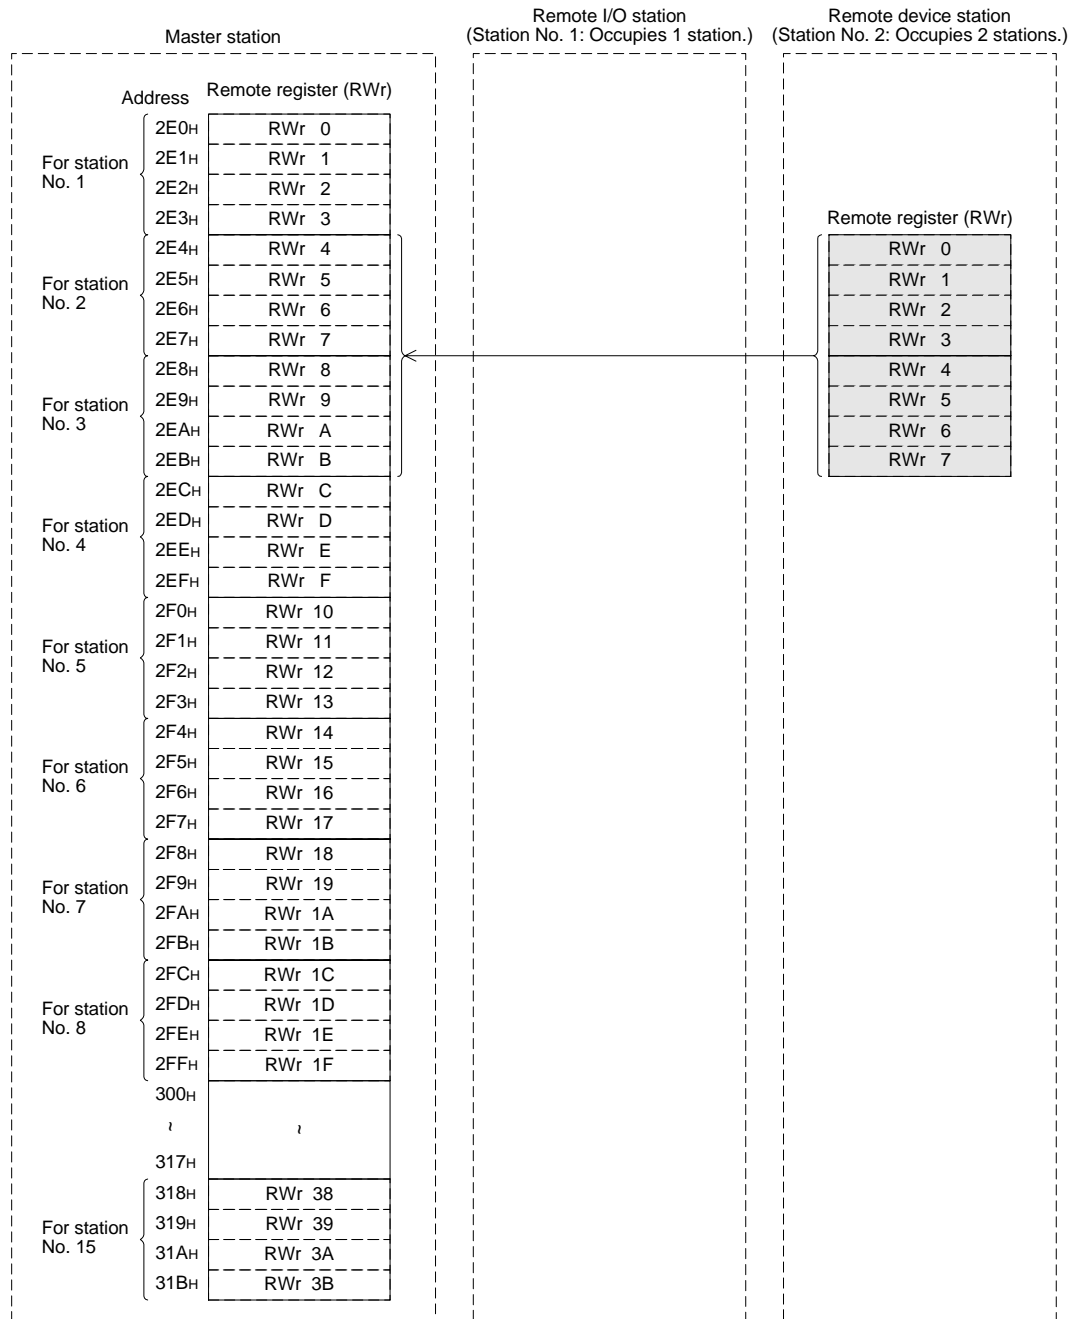 Master station
Remote I/O station
(Station No. 1: Occupies 1 station.)
Remote device station
(Station No. 2: Occupies 2 stations.)
Address Remote register (RWr)
For station
No. 1
2E0H RWr 0
2E1H RWr 1
2E2H RWr 2
2E3H RWr 3
For station
No. 2
2E4H RWr 4
2E5H RWr 5
2E6H RWr 6
2E7H RWr 7
For station
No. 3
2E8H RWr 8
2E9H RWr 9
2EAH RWr A
2EBH RWr B
For station
No. 4
2ECH RWr C
2EDH RWr D
2EEH RWr E
2EFH RWr F
For station
No. 5
2F0H RWr 10
2F1H RWr 11
2F2H RWr 12
2F3H RWr 13
For station
No. 6
2F4H RWr 14
2F5H RWr 15
2F6H RWr 16
2F7H RWr 17
For station
No. 7
2F8H RWr 18
2F9H RWr 19
2FAH RWr 1A
2FBH RWr 1B
For station
No. 8
2FCH RWr 1C
2FDH RWr 1D
2FEH RWr 1E
2FFH RWr 1F
300H
~ ~
317H
For station
No. 15
318H RWr 38
319H RWr 39
31AH RWr 3A
31BH RWr 3B
Remote register (RWr)
RWr 0
RWr 1
RWr 2
RWr 3
RWr 4
RWr 5
RWr 6
RWr 7